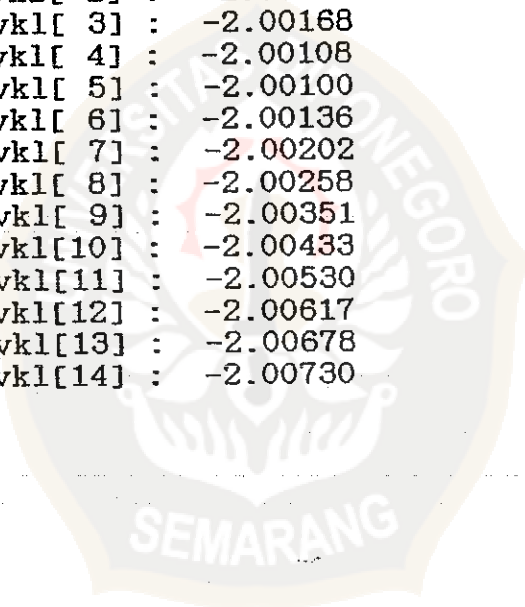 vkl[ 3] : -2.00168
vkl[ 4] : -2.00108
vkl[ 5] : -2.00100
vkl[ 6] : -2.00136
vkl[ 7] : -2.00202
vkl[ 8] : -2.00258
vkl[ 9] : -2.00351
vkl[10] : -2.00433
vkl[11] : -2.00530
vkl[12] : -2.00617
vkl[13] : -2.00678
vkl[14] : -2.00730
SEMARANG